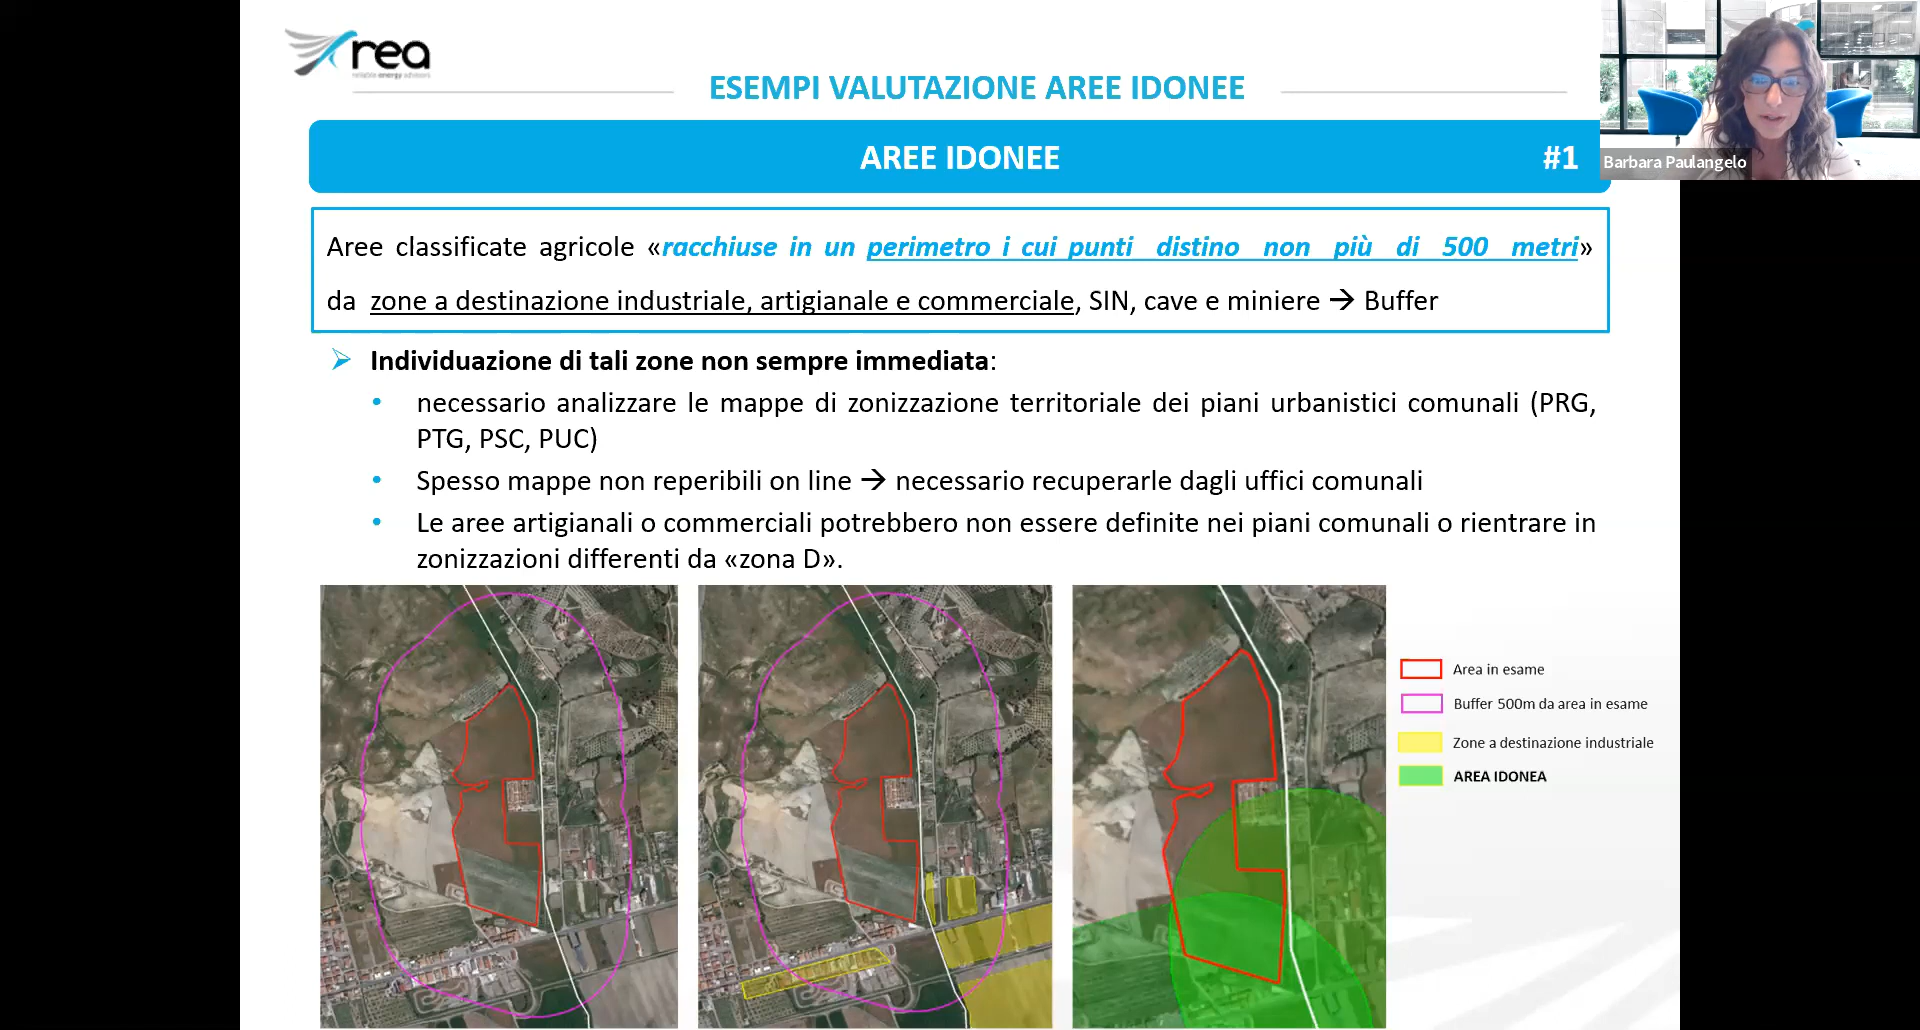 rea
reliable energy advisors
ESEMPI VALUTAZIONE AREE IDONEE
AREE IDONEE #1
Barbara Paulangelo
Aree classificate agricole «racchiuse in un perimetro i cui punti distino non più di 500 metri»
da zone a destinazione industriale, artigianale e commerciale, SIN, cave e miniere → Buffer
Individuazione di tali zone non sempre immediata:
necessario analizzare le mappe di zonizzazione territoriale dei piani urbanistici comunali (PRG,
PTG, PSC, PUC)
Spesso mappe non reperibili on line → necessario recuperarle dagli uffici comunali
Le aree artigianali o commerciali potrebbero non essere definite nei piani comunali o rientrare in
zonizzazioni differenti da «zona D».
Area in esame
Buffer 500m da area in esame
Zone a destinazione industriale
AREA IDONEA